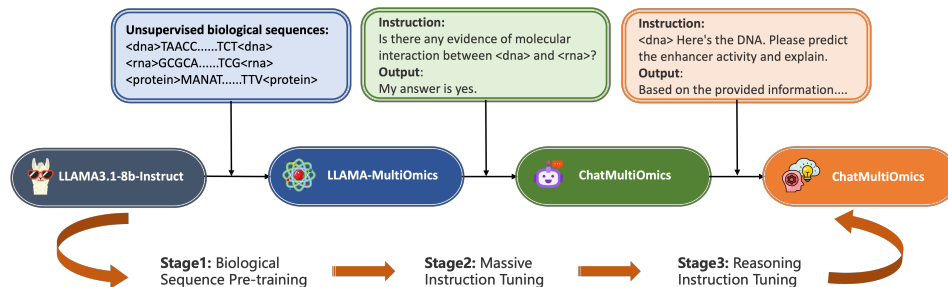 Unsupervised biological sequences:
<dna>TAACC......TCT<dna>
<rna>GCGCA......TCG<rna>
<protein>MANAT......TTV<protein>
Instruction:
Is there any evidence of molecular
interaction between <dna> and <rna>?
Output:
My answer is yes.
Instruction:
<dna> Here's the DNA. Please predict
the enhancer activity and explain.
Output:
Based on the provided information....
LLAMA3.1-8b-Instruct
LLAMA-MultiOmics
ChatMultiOmics
ChatMultiOmics
Stage1: Biological
Sequence Pre-training
Stage2: Massive
Instruction Tuning
Stage3: Reasoning
Instruction Tuning